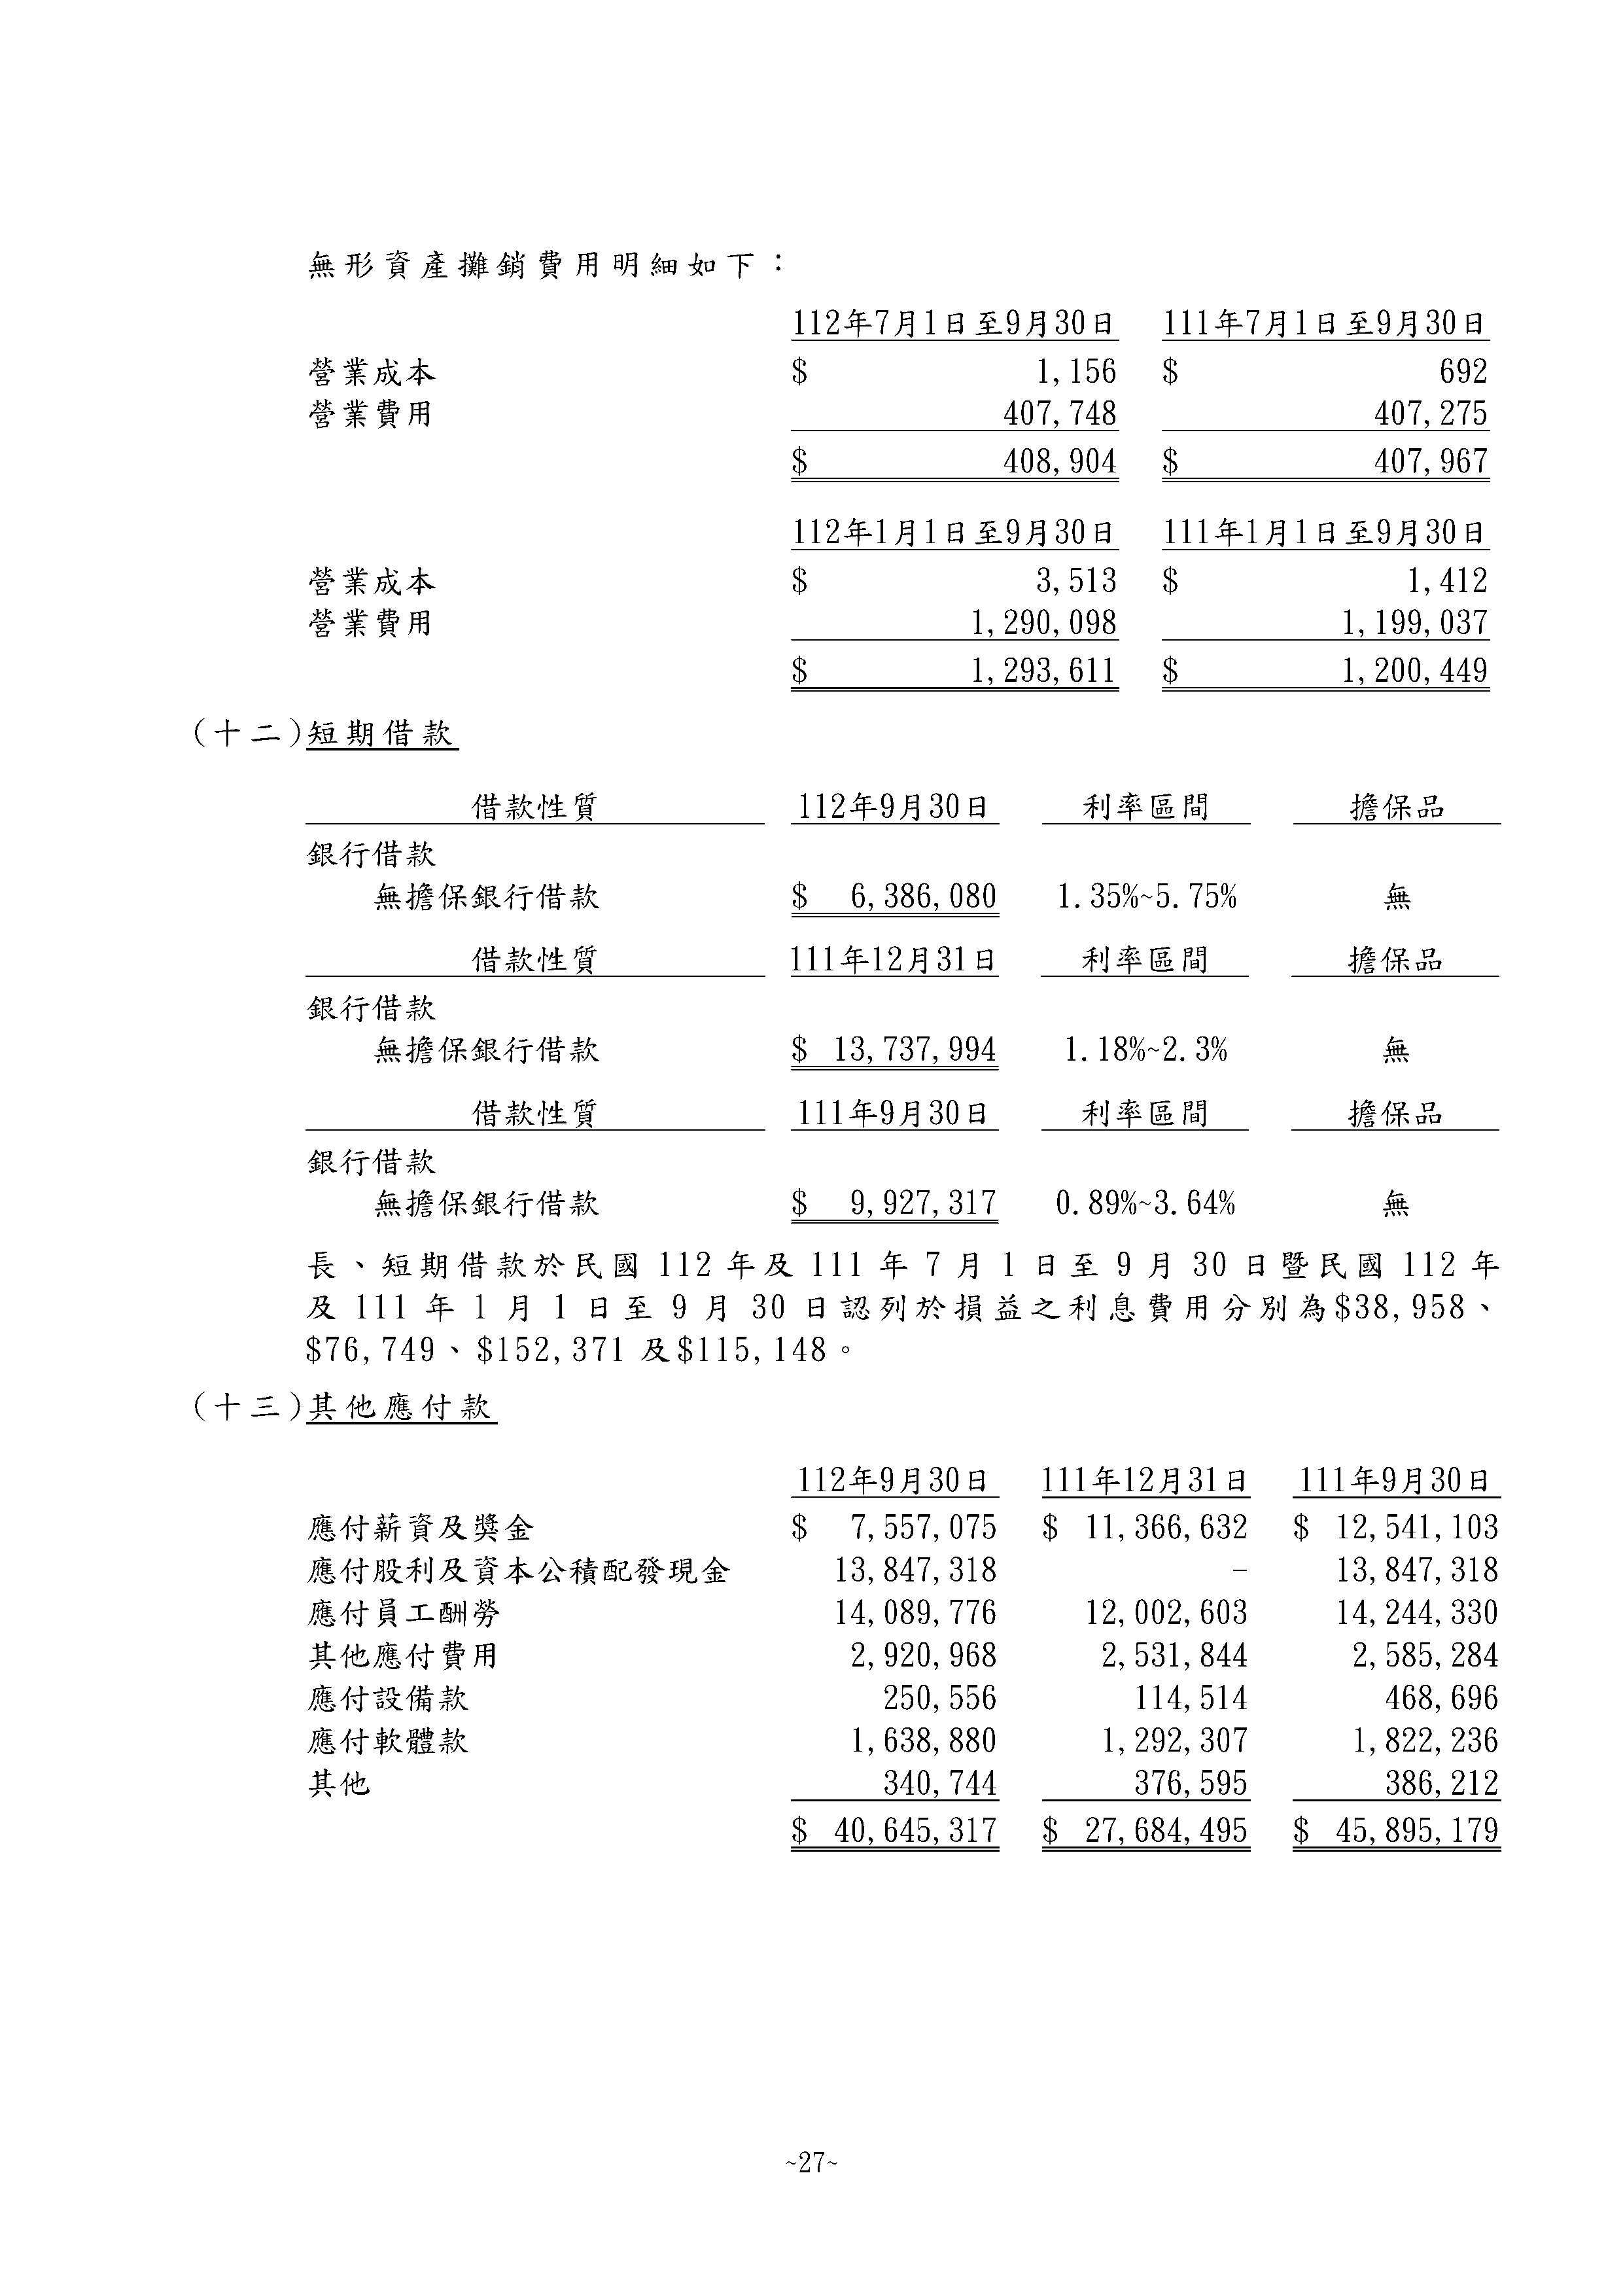 無形資產攤銷費用明細如下：
112年7月1日至9月30日 111年7月1日至9月30日
營業成本 $ 1,156 $ 692
營業費用 407,748 407,275
$ 408,904 $ 407,967
112年1月1日至9月30日 111年1月1日至9月30日
營業成本 $ 3,513 $ 1,412
營業費用 1,290,098 1,199,037
$ 1,293,611 $ 1,200,449
(十二)短期借款
借款性質 112年9月30日 利率區間 擔保品
銀行借款
無擔保銀行借款 $ 6,386,080 1.35%~5.75% 無
借款性質 111年12月31日 利率區間 擔保品
銀行借款
無擔保銀行借款 $ 13,737,994 1.18%~2.3% 無
借款性質 111年9月30日 利率區間 擔保品
銀行借款
無擔保銀行借款 $ 9,927,317 0.89%~3.64% 無
長、短期借款於民國 112 年及 111 年 7 月 1 日至 9 月 30 日暨民國 112 年
及 111 年 1 月 1 日至 9 月 30 日認列於損益之利息費用分別為$38,958、
$76,749、$152,371 及$115,148。
(十三)其他應付款
112年9月30日 111年12月31日 111年9月30日
應付薪資及獎金 $ 7,557,075 $ 11,366,632 $ 12,541,103
應付股利及資本公積配發現金 13,847,318 - 13,847,318
應付員工酬勞 14,089,776 12,002,603 14,244,330
其他應付費用 2,920,968 2,531,844 2,585,284
應付設備款 250,556 114,514 468,696
應付軟體款 1,638,880 1,292,307 1,822,236
其他 340,744 376,595 386,212
$ 40,645,317 $ 27,684,495 $ 45,895,179
~27~